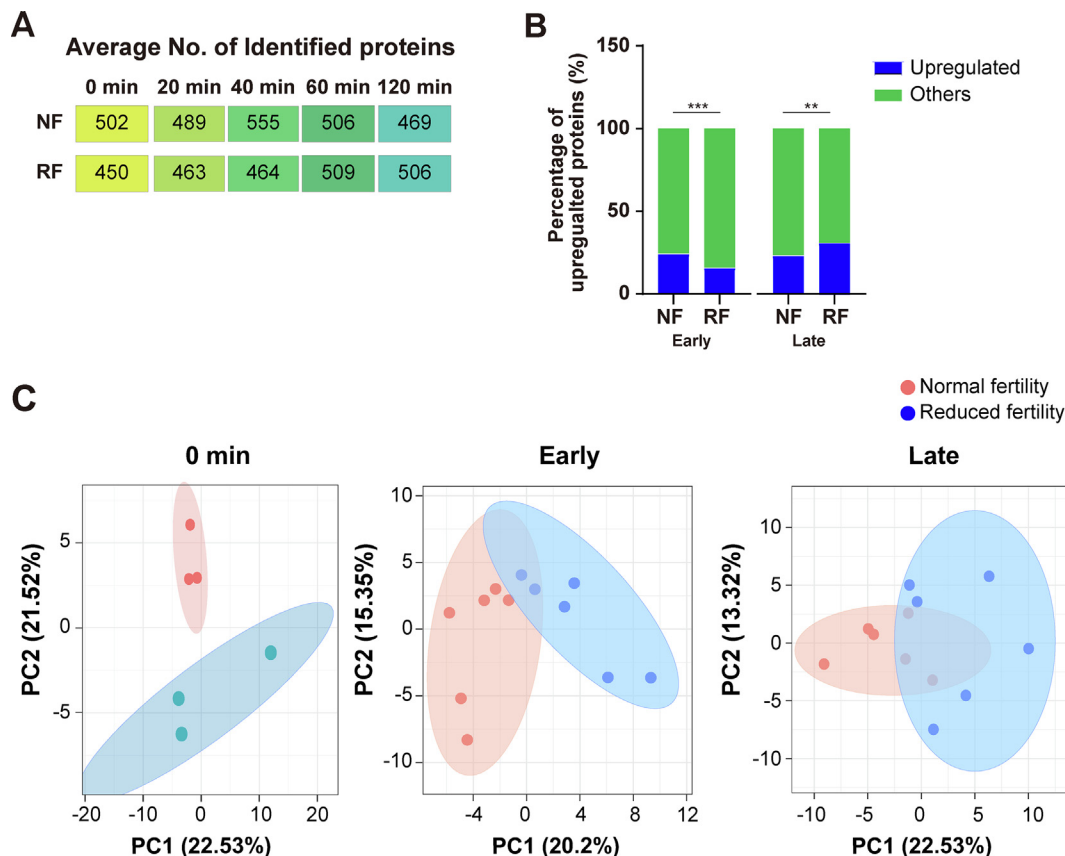 A
Average No. of Identified proteins
0 min 20 min 40 min 60 min 120 min
NF 502 489 555 506 469
RF 450 463 464 509 506
B
Percentage of
upregualted proteins (%)
150
100
50
0
*** **
NF RF NF RF
Early Late
Upregulated
Others
C
Normal fertility
Reduced fertility
0 min
PC2 (21.52%)
5
0
-5
-20 -10 0 10 20
PC1 (22.53%)
Early
PC2 (15.35%)
10
5
0
-5
-10
-4 0 4 8 12
PC1 (20.2%)
Late
PC2 (13.32%)
10
5
0
-5
-10
-10 -5 0 5 10
PC1 (22.53%)